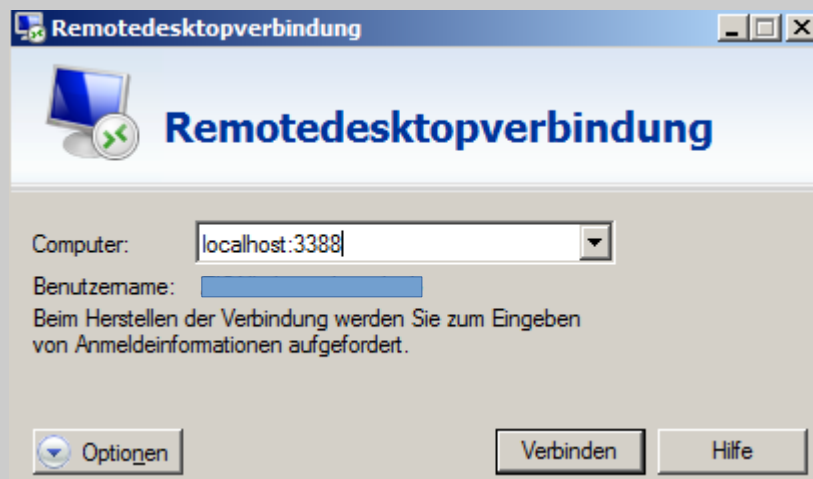 Remotedesktopverbindung
Remotedesktopverbindung
Computer: localhost:3388
Benutzername:
Beim Herstellen der Verbindung werden Sie zum Eingeben
von Anmeldeinformationen aufgefordert.
Optionen Verbinden Hilfe